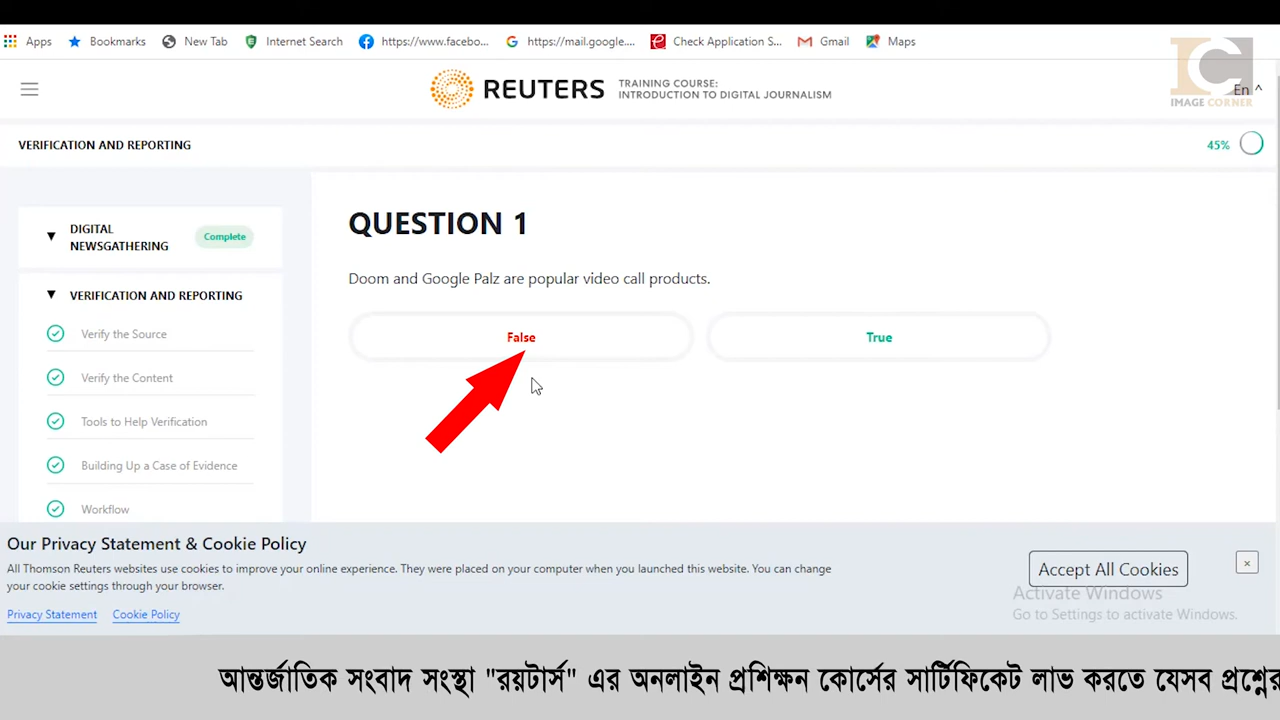 Apps Bookmarks New Tab Internet Search https://www.facebo... https://mail.google.... Check Application S... Gmail Maps
REUTERS
TRAINING COURSE:
INTRODUCTION TO DIGITAL JOURNALISM
En
IC
IMAGE CORNER
VERIFICATION AND REPORTING
45%
DIGITAL
NEWSGATHERING
Complete
VERIFICATION AND REPORTING
Verify the Source
Verify the Content
Tools to Help Verification
Building Up a Case of Evidence
Workflow
QUESTION 1
Doom and Google Palz are popular video call products.
False True
Our Privacy Statement & Cookie Policy
All Thomson Reuters websites use cookies to improve your online experience. They were placed on your computer when you launched this website. You can change
your cookie settings through your browser.
Privacy Statement Cookie Policy
Accept All Cookies
Activate Windows
Go to Settings to activate Windows.
আন্তর্জাতিক সংবাদ সংস্থা "রয়টার্স" এর অনলাইন প্রশিক্ষন কোর্সের সার্টিফিকেট লাভ করতে যেসব প্রশ্নের